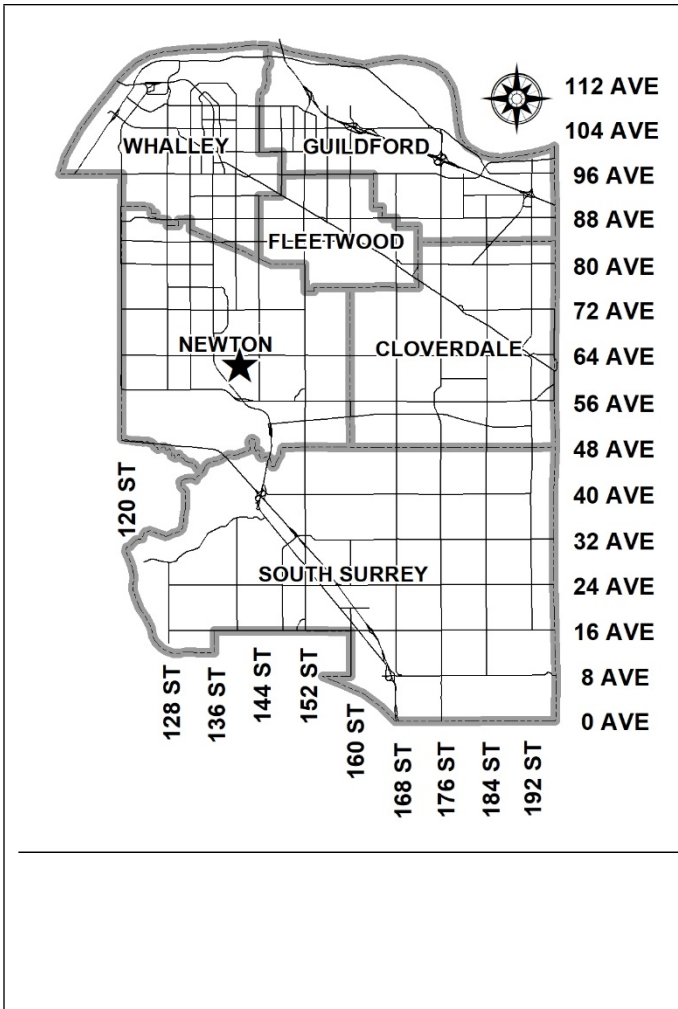 112 AVE
104 AVE
WHALLEY
GUILDFORD
96 AVE
88 AVE
FLEETWOOD
80 AVE
72 AVE
NEWTON
CLOVERDALE
64 AVE
56 AVE
48 AVE
120 ST
40 AVE
32 AVE
SOUTH SURREY
24 AVE
16 AVE
8 AVE
0 AVE
128 ST
136 ST
144 ST
152 ST
160 ST
168 ST
176 ST
184 ST
192 ST